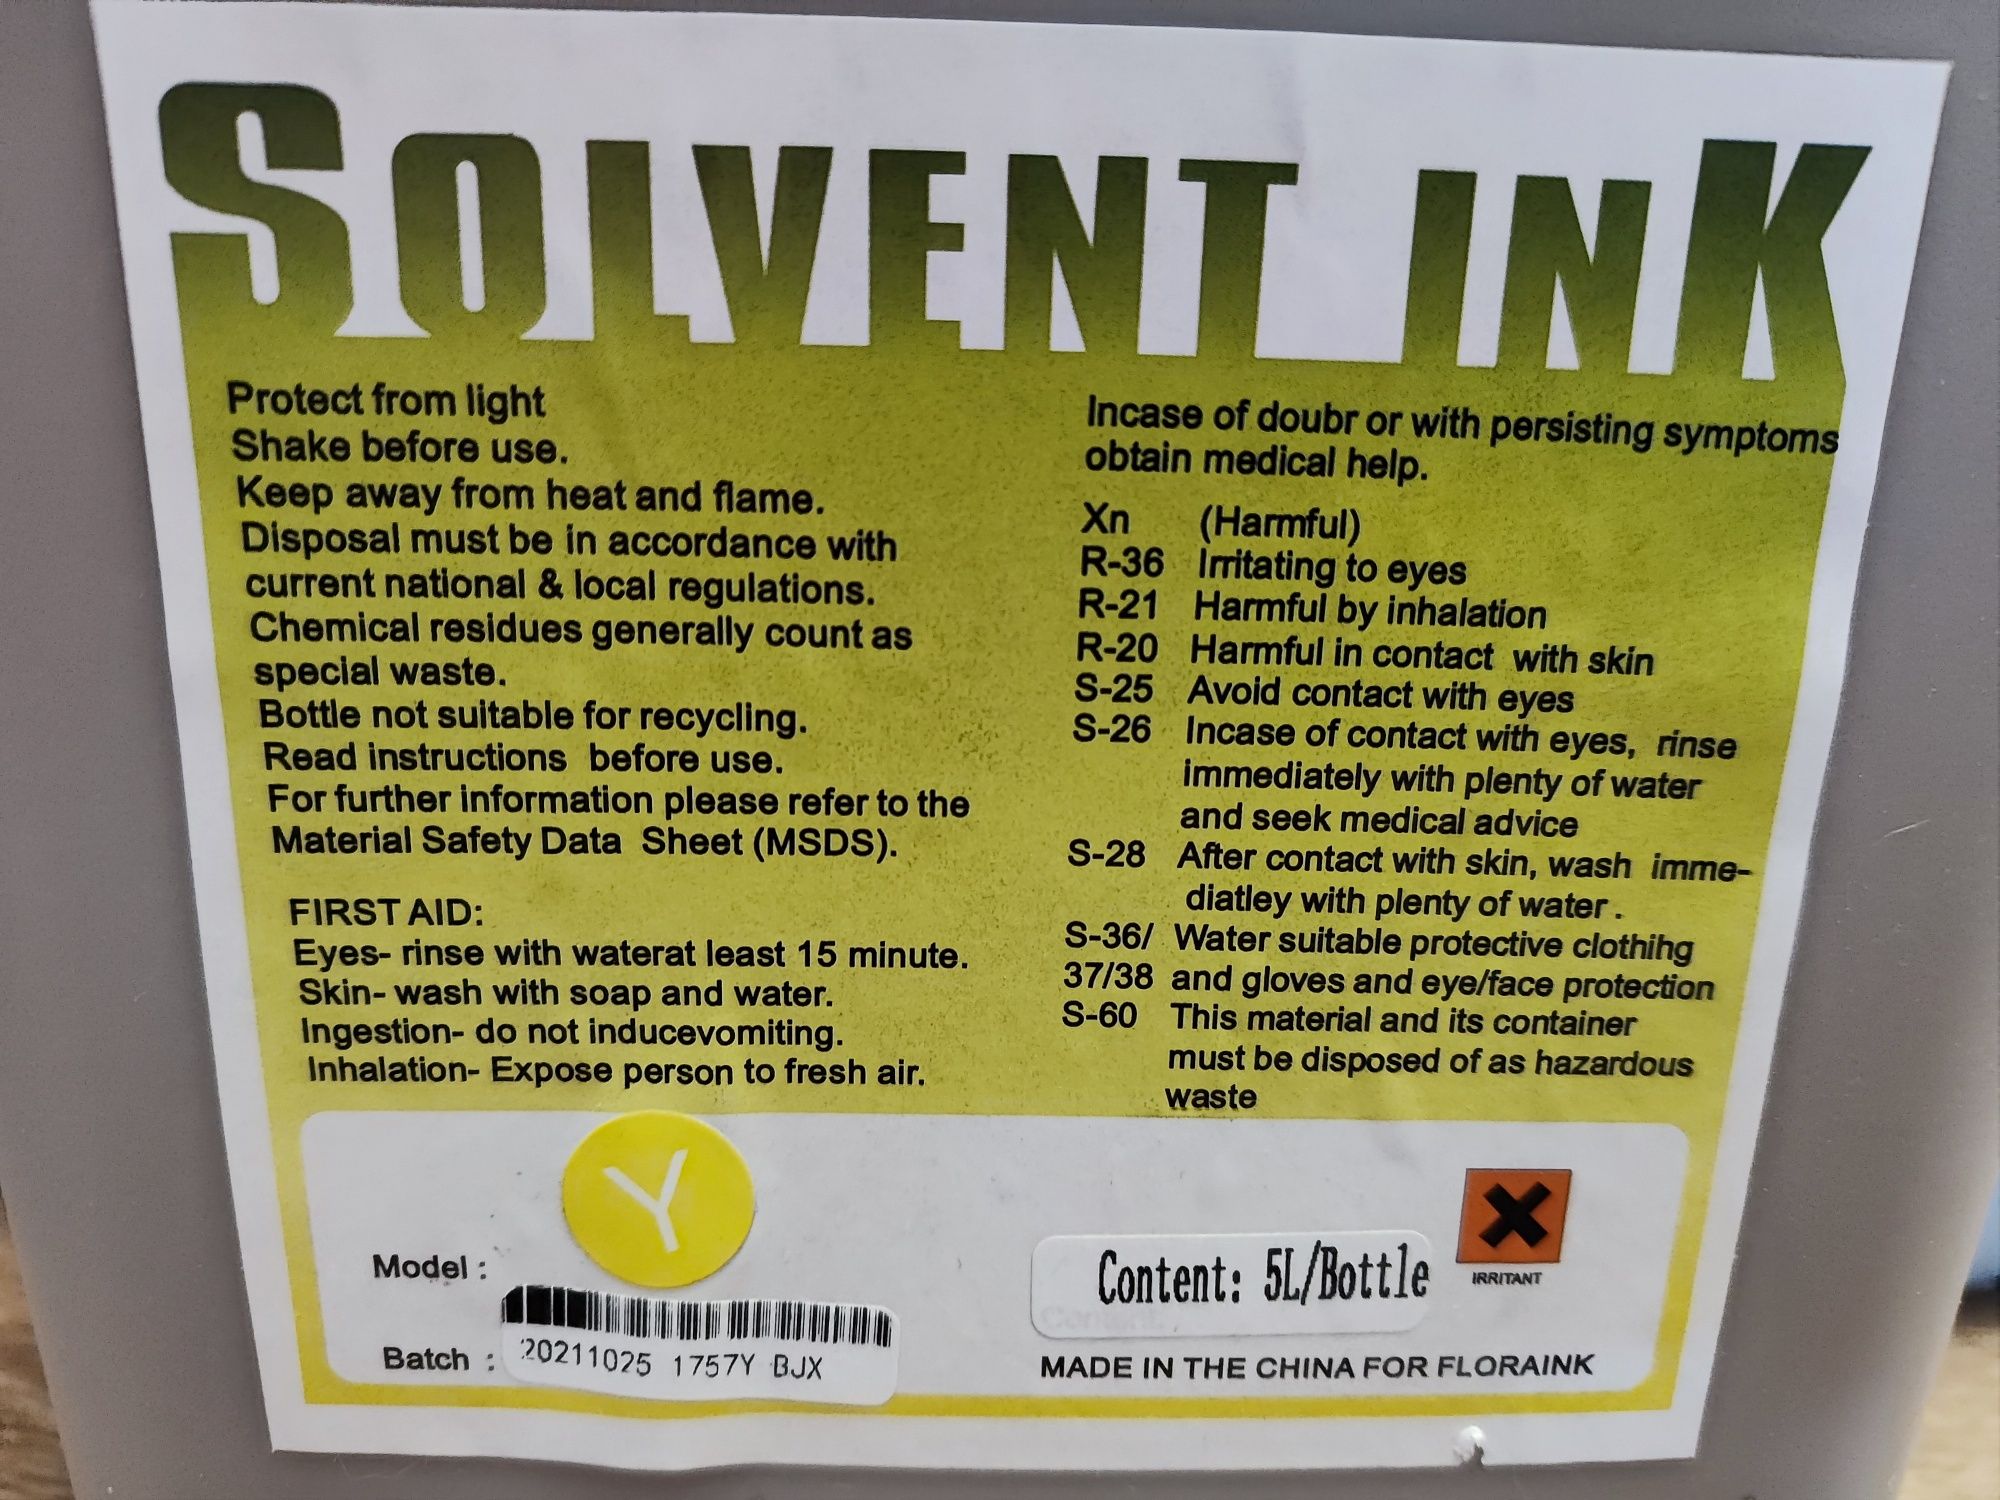 SOLVENT INK
Protect from light
Shake before use.
Keep away from heat and flame.
Disposal must be in accordance with
current national & local regulations.
Chemical residues generally count as
special waste.
Bottle not suitable for recycling.
Read instructions before use.
For further information please refer to the
Material Safety Data Sheet (MSDS).
FIRST AID:
Eyes- rinse with waterat least 15 minute.
Skin- wash with soap and water.
Ingestion- do not inducevomiting.
Inhalation- Expose person to fresh air.
Incase of doubr or with persisting symptoms
obtain medical help.
Xn (Harmful)
R-36 Irritating to eyes
R-21 Harmful by inhalation
R-20 Harmful in contact with skin
S-25 Avoid contact with eyes
S-26 Incase of contact with eyes, rinse
immediately with plenty of water
and seek medical advice
S-28 After contact with skin, wash imme-
diatley with plenty of water.
S-36/ Water suitable protective clothihg
37/38 and gloves and eye/face protection
S-60 This material and its container
must be disposed of as hazardous
waste
Y
Model :
Batch : 20211025 1757Y BJX
Content: 5L/Bottle
IRRITANT
MADE IN THE CHINA FOR FLORAINK